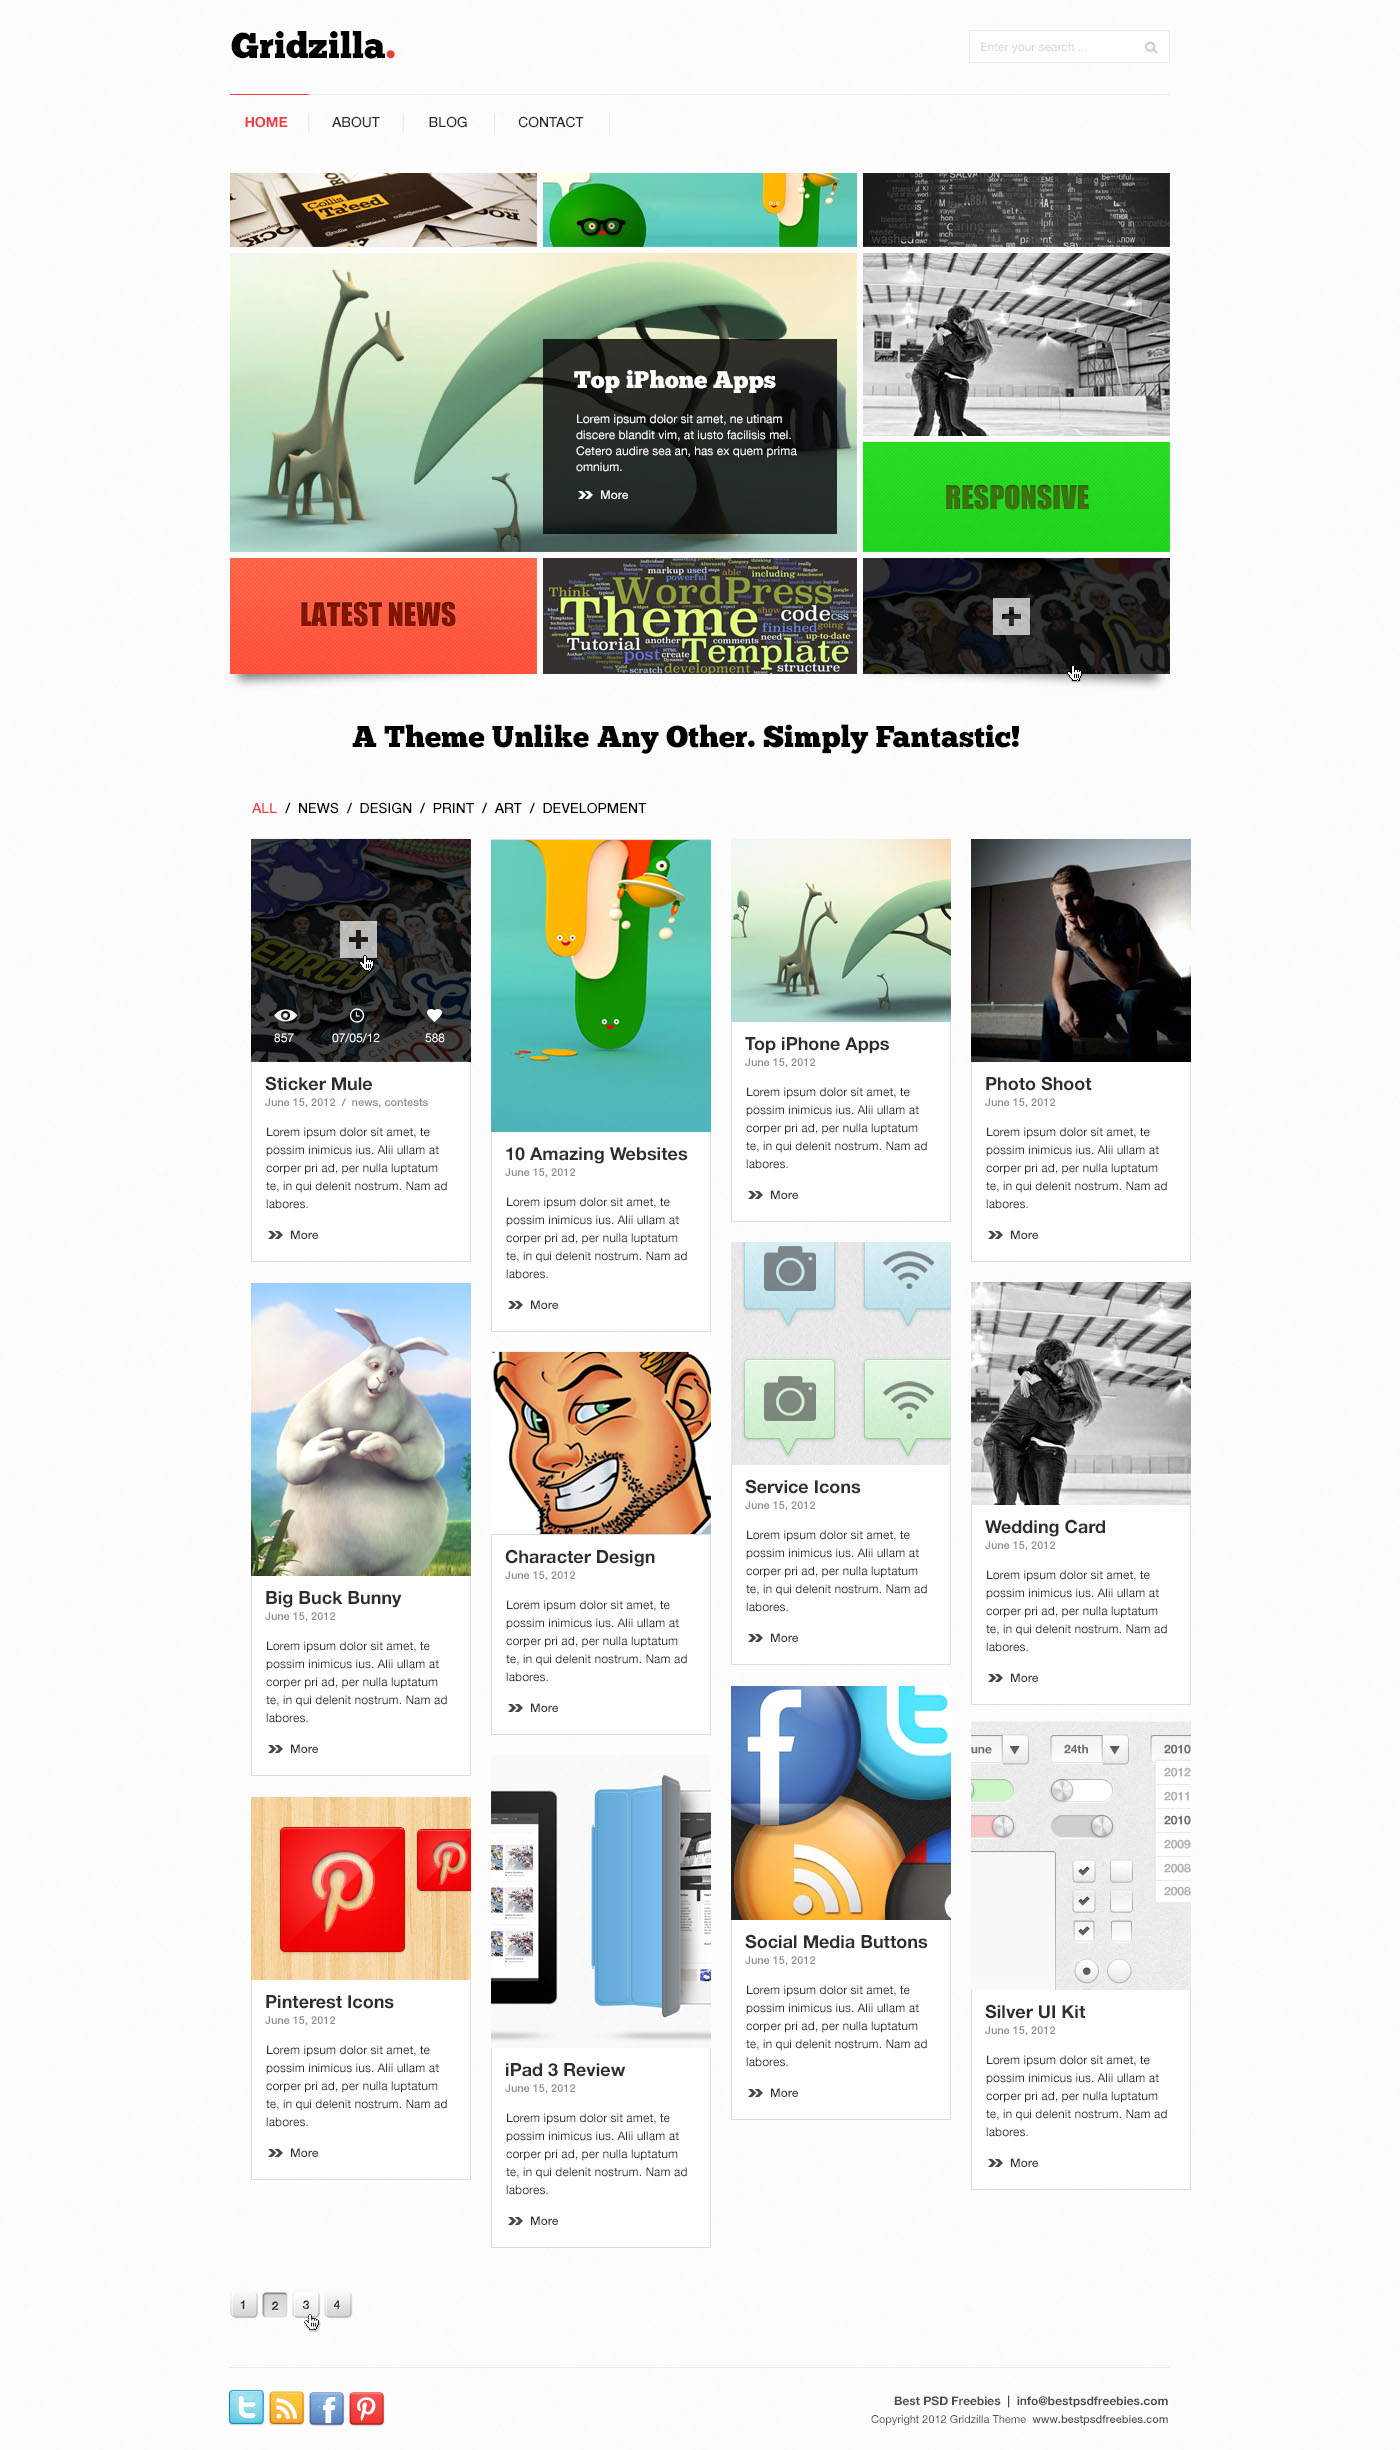 Gridzilla.
Enter your search ...
HOME
ABOUT
BLOG
CONTACT
Collis
Ta'eed
Top iPhone Apps
Lorem ipsum dolor sit amet, ne utinam
discere blandit vim, at iusto facilisis mel.
Cetero audire sea an, has ex quem prima
omnium.
More
RESPONSIVE
LATEST NEWS
Think
WordPress
Theme
code
css
finished
Tutorial
another
post
Template
up-to-date
scratch
development
structure
A Theme Unlike Any Other. Simply Fantastic!
ALL / NEWS / DESIGN / PRINT / ART / DEVELOPMENT
857
07/05/12
588
Sticker Mule
June 15, 2012 / news, contests
Lorem ipsum dolor sit amet, te
possim inimicus ius. Alii ullam at
corper pri ad, per nulla luptatum
te, in qui delenit nostrum. Nam ad
labores.
More
10 Amazing Websites
June 15, 2012
Lorem ipsum dolor sit amet, te
possim inimicus ius. Alii ullam at
corper pri ad, per nulla luptatum
te, in qui delenit nostrum. Nam ad
labores.
More
Top iPhone Apps
June 15, 2012
Lorem ipsum dolor sit amet, te
possim inimicus ius. Alii ullam at
corper pri ad, per nulla luptatum
te, in qui delenit nostrum. Nam ad
labores.
More
Photo Shoot
June 15, 2012
Lorem ipsum dolor sit amet, te
possim inimicus ius. Alii ullam at
corper pri ad, per nulla luptatum
te, in qui delenit nostrum. Nam ad
labores.
More
Big Buck Bunny
June 15, 2012
Lorem ipsum dolor sit amet, te
possim inimicus ius. Alii ullam at
corper pri ad, per nulla luptatum
te, in qui delenit nostrum. Nam ad
labores.
More
Character Design
June 15, 2012
Lorem ipsum dolor sit amet, te
possim inimicus ius. Alii ullam at
corper pri ad, per nulla luptatum
te, in qui delenit nostrum. Nam ad
labores.
More
Service Icons
June 15, 2012
Lorem ipsum dolor sit amet, te
possim inimicus ius. Alii ullam at
corper pri ad, per nulla luptatum
te, in qui delenit nostrum. Nam ad
labores.
More
Wedding Card
June 15, 2012
Lorem ipsum dolor sit amet, te
possim inimicus ius. Alii ullam at
corper pri ad, per nulla luptatum
te, in qui delenit nostrum. Nam ad
labores.
More
Pinterest Icons
June 15, 2012
Lorem ipsum dolor sit amet, te
possim inimicus ius. Alii ullam at
corper pri ad, per nulla luptatum
te, in qui delenit nostrum. Nam ad
labores.
More
iPad 3 Review
June 15, 2012
Lorem ipsum dolor sit amet, te
possim inimicus ius. Alii ullam at
corper pri ad, per nulla luptatum
te, in qui delenit nostrum. Nam ad
labores.
More
Social Media Buttons
June 15, 2012
Lorem ipsum dolor sit amet, te
possim inimicus ius. Alii ullam at
corper pri ad, per nulla luptatum
te, in qui delenit nostrum. Nam ad
labores.
More
une
24th
2010
2012
2011
2010
2009
2008
2008
Silver UI Kit
June 15, 2012
Lorem ipsum dolor sit amet, te
possim inimicus ius. Alii ullam at
corper pri ad, per nulla luptatum
te, in qui delenit nostrum. Nam ad
labores.
More
1
2
3
4
Best PSD Freebies | info@bestpsdfreebies.com
Copyright 2012 Gridzilla Theme www.bestpsdfreebies.com